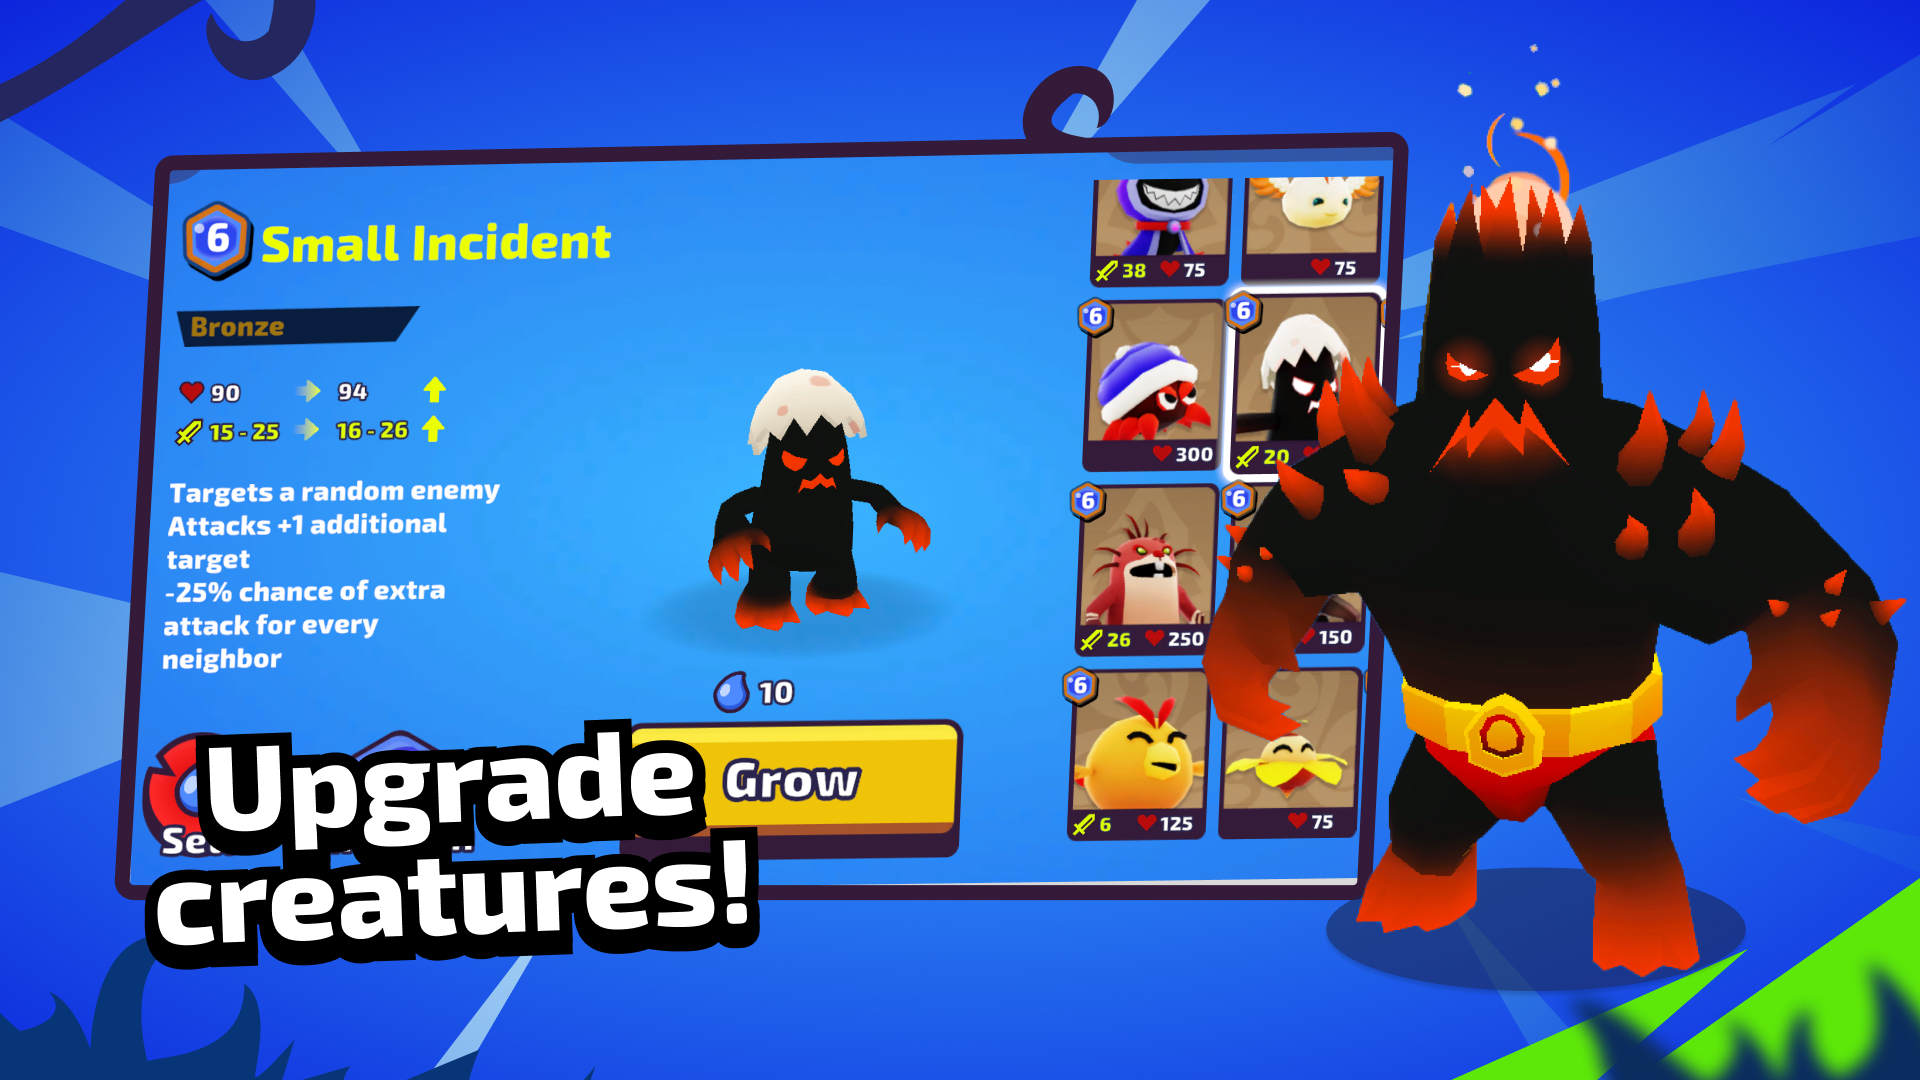 6 Small Incident
Bronze
90 94
15 - 25 16 - 26
Targets a random enemy
Attacks +1 additional
target
-25% chance of extra
attack for every
neighbor
10
Grow
Upgrade
creatures!
38 75
75
6
300
6
20
6
26 250
6
150
6
6 125
75